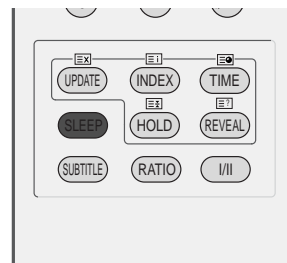 UPDATE INDEX TIME
SLEEP HOLD REVEAL
SUBTITLE RATIO I/II